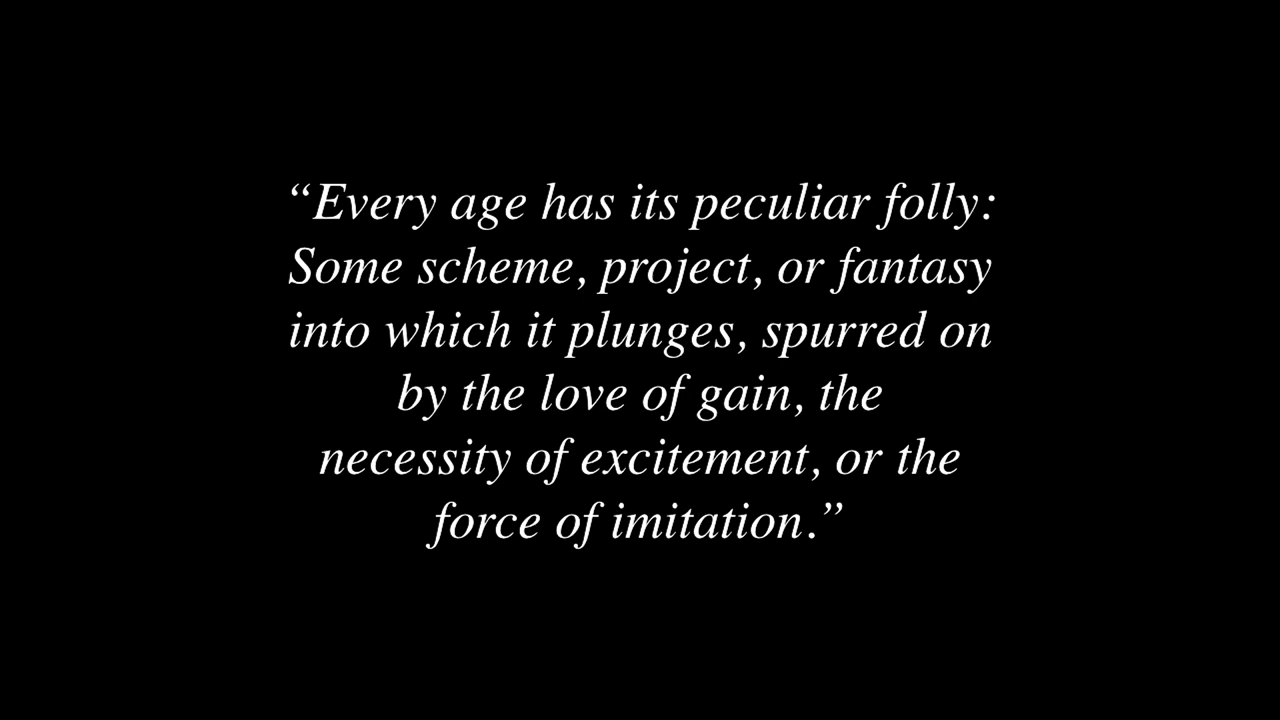 “Every age has its peculiar folly:
Some scheme, project, or fantasy
into which it plunges, spurred on
by the love of gain, the
necessity of excitement, or the
force of imitation.”